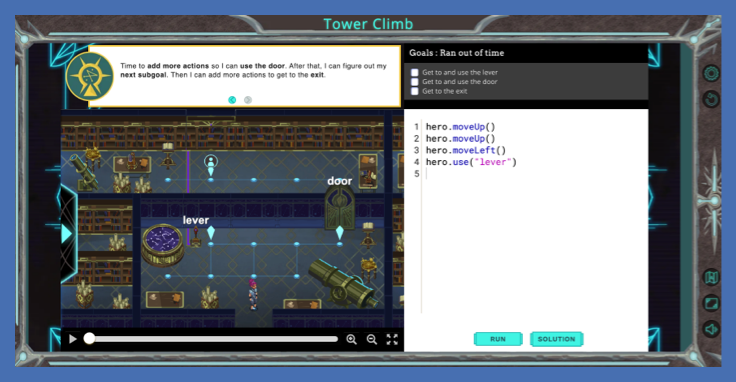 Tower Climb
Time to add more actions so I can use the door. After that, I can figure out my
next subgoal. Then I can add more actions to get to the exit.
Goals : Ran out of time
Get to and use the lever
Get to and use the door
Get to the exit
1 hero.moveUp()
2 hero.moveUp()
3 hero.moveLeft()
4 hero.use("lever")
5
door
lever
RUN
SOLUTION